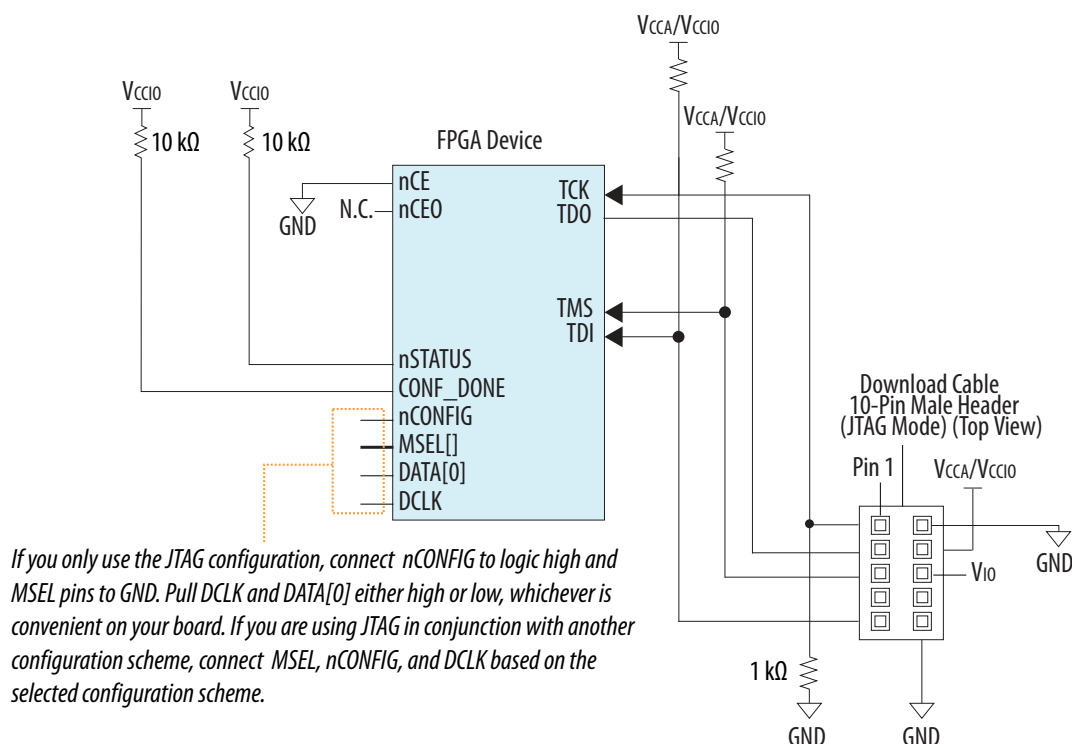 VCCA/VCCIO
VCCIO
VCCIO
VCCA/VCCIO
10 kΩ
10 kΩ
FPGA Device
nCE
TCK
GND
N.C.
nCEO
TDO
TMS
TDI
nSTATUS
CONF_DONE
nCONFIG
MSEL[]
DATA[0]
DCLK
Download Cable
10-Pin Male Header
(JTAG Mode) (Top View)
Pin 1
VCCA/VCCIO
GND
VIO
If you only use the JTAG configuration, connect nCONFIG to logic high and
MSEL pins to GND. Pull DCLK and DATA[0] either high or low, whichever is
convenient on your board. If you are using JTAG in conjunction with another
configuration scheme, connect MSEL, nCONFIG, and DCLK based on the
selected configuration scheme.
1 kΩ
GND
GND